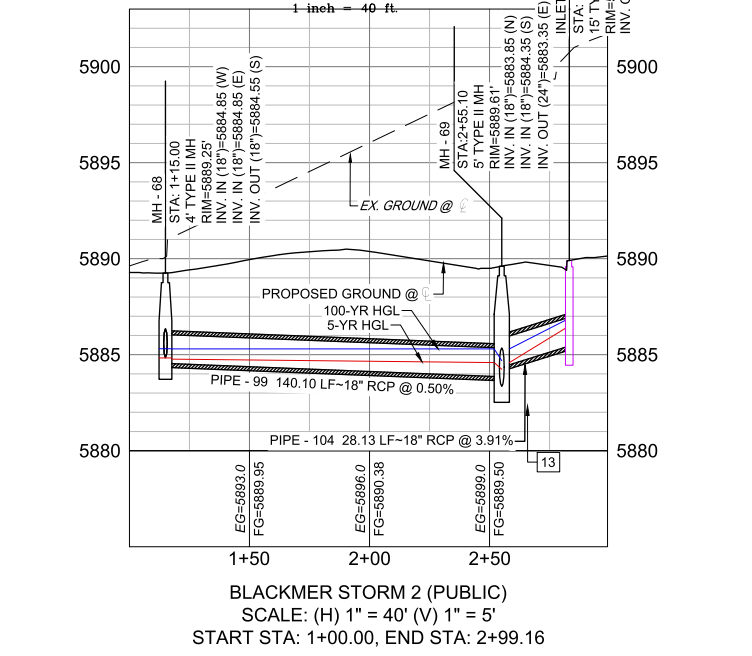 1 inch = 40 ft.
5900
5895
5890
5885
5880
5900
5895
5890
5885
5880
MH - 68
STA: 1+15.00
4' TYPE II MH
RIM=5889.25'
INV. IN (18")=5884.85 (W)
INV. IN (18")=5884.85 (E)
INV. OUT (18")=5884.55 (S)
MH - 69
STA:2+55.10
5' TYPE II MH
RIM=5889.61'
INV. IN (18")=5883.85 (N)
INV. IN (18")=5884.35 (S)
INV. OUT (24")=5883.35 (E)
INLET
STA:
15' TY
RIM=5
INV. O
EX. GROUND @ ℄
PROPOSED GROUND @ ℄
100-YR HGL
5-YR HGL
PIPE - 99 140.10 LF~18" RCP @ 0.50%
PIPE - 104 28.13 LF~18" RCP @ 3.91%
13
EG=5893.0
FG=5889.95
EG=5896.0
FG=5890.38
EG=5899.0
FG=5889.50
1+50
2+00
2+50
BLACKMER STORM 2 (PUBLIC)
SCALE: (H) 1" = 40' (V) 1" = 5'
START STA: 1+00.00, END STA: 2+99.16